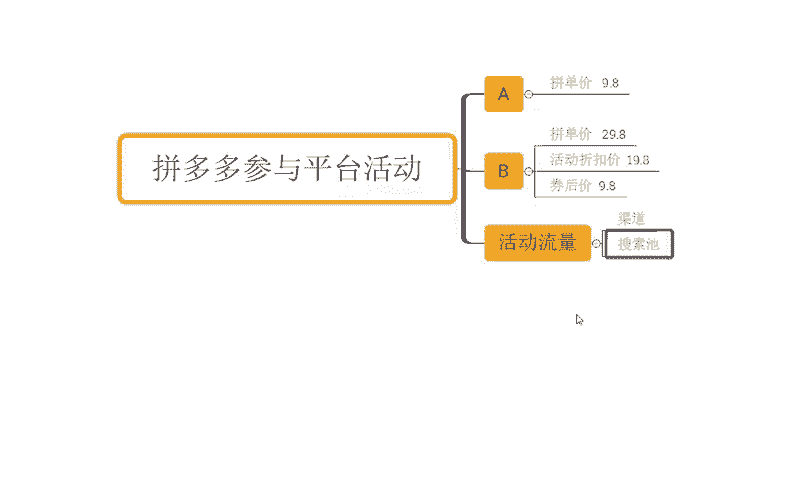 拼多多参与平台活动
A
拼单价 9.8
B
拼单价 29.8
活动折扣价 19.8
券后价 9.8
活动流量
渠道
搜索池